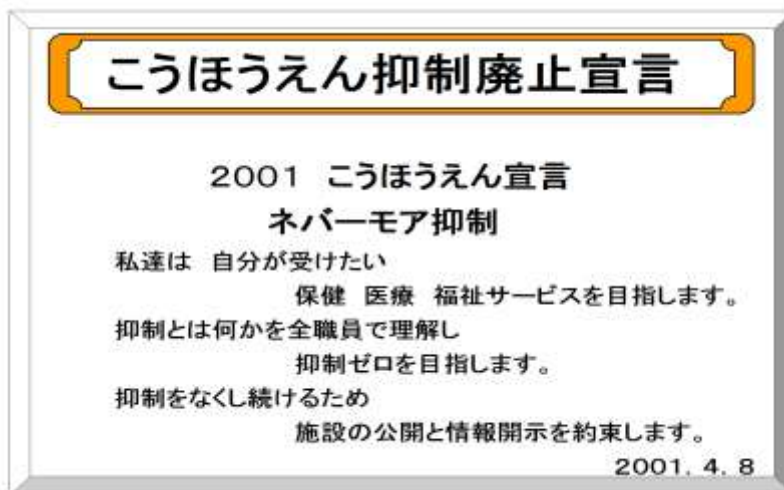 こうほうえん抑制廃止宣言
2001　こうほうえん宣言
ネバーモア抑制
私達は　自分が受けたい
保健　医療　福祉サービスを目指します。
抑制とは何かを全職員で理解し
抑制ゼロを目指します。
抑制をなくし続けるため
施設の公開と情報開示を約束します。
2001．4．8